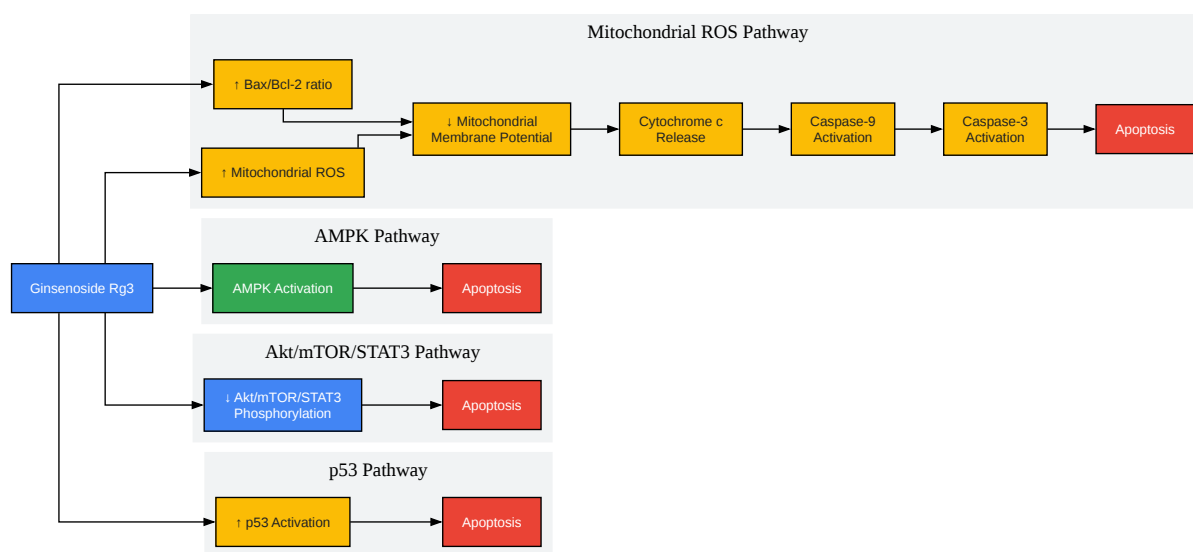 Mitochondrial ROS Pathway
↑ Bax/Bcl-2 ratio
↑ Mitochondrial ROS
↓ Mitochondrial
Membrane Potential
Cytochrome c
Release
Caspase-9
Activation
Caspase-3
Activation
Apoptosis
Ginsenoside Rg3
AMPK Pathway
AMPK Activation
Apoptosis
Akt/mTOR/STAT3 Pathway
↓ Akt/mTOR/STAT3
Phosphorylation
Apoptosis
p53 Pathway
↑ p53 Activation
Apoptosis